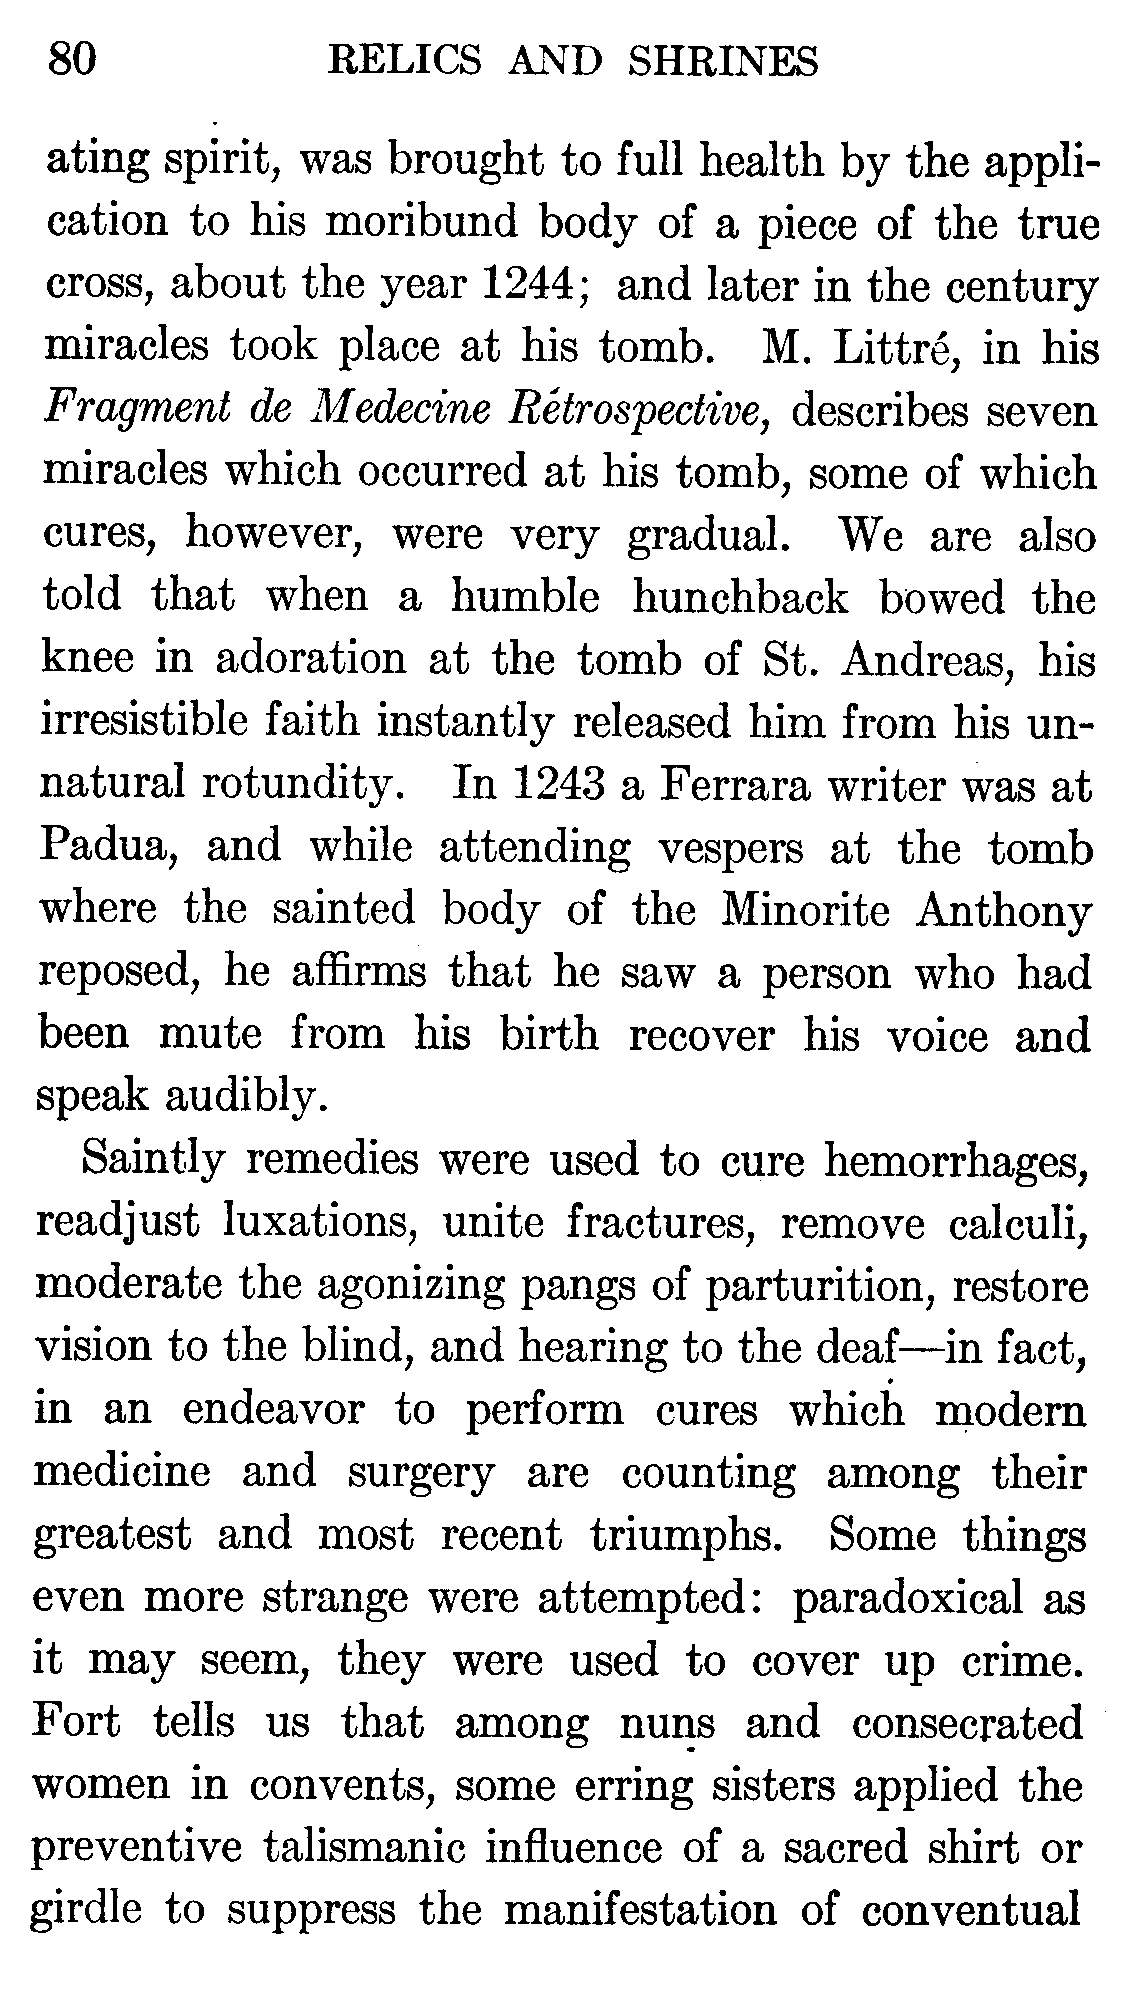 80 RELICS AND SHRINES
ating spirit, was brought to full health by the appli-
cation to his moribund body of a piece of the true
cross, about the year 1244; and later in the century
miracles took place at his tomb. M. Littré, in his
Fragment de Medecine Rétrospective, describes seven
miracles which occurred at his tomb, some of which
cures, however, were very gradual. We are also
told that when a humble hunchback bowed the
knee in adoration at the tomb of St. Andreas, his
irresistible faith instantly released him from his un-
natural rotundity. In 1243 a Ferrara writer was at
Padua, and while attending vespers at the tomb
where the sainted body of the Minorite Anthony
reposed, he affirms that he saw a person who had
been mute from his birth recover his voice and
speak audibly.
Saintly remedies were used to cure hemorrhages,
readjust luxations, unite fractures, remove calculi,
moderate the agonizing pangs of parturition, restore
vision to the blind, and hearing to the deaf—in fact,
in an endeavor to perform cures which modern
medicine and surgery are counting among their
greatest and most recent triumphs. Some things
even more strange were attempted: paradoxical as
it may seem, they were used to cover up crime.
Fort tells us that among nuns and consecrated
women in convents, some erring sisters applied the
preventive talismanic influence of a sacred shirt or
girdle to suppress the manifestation of conventual